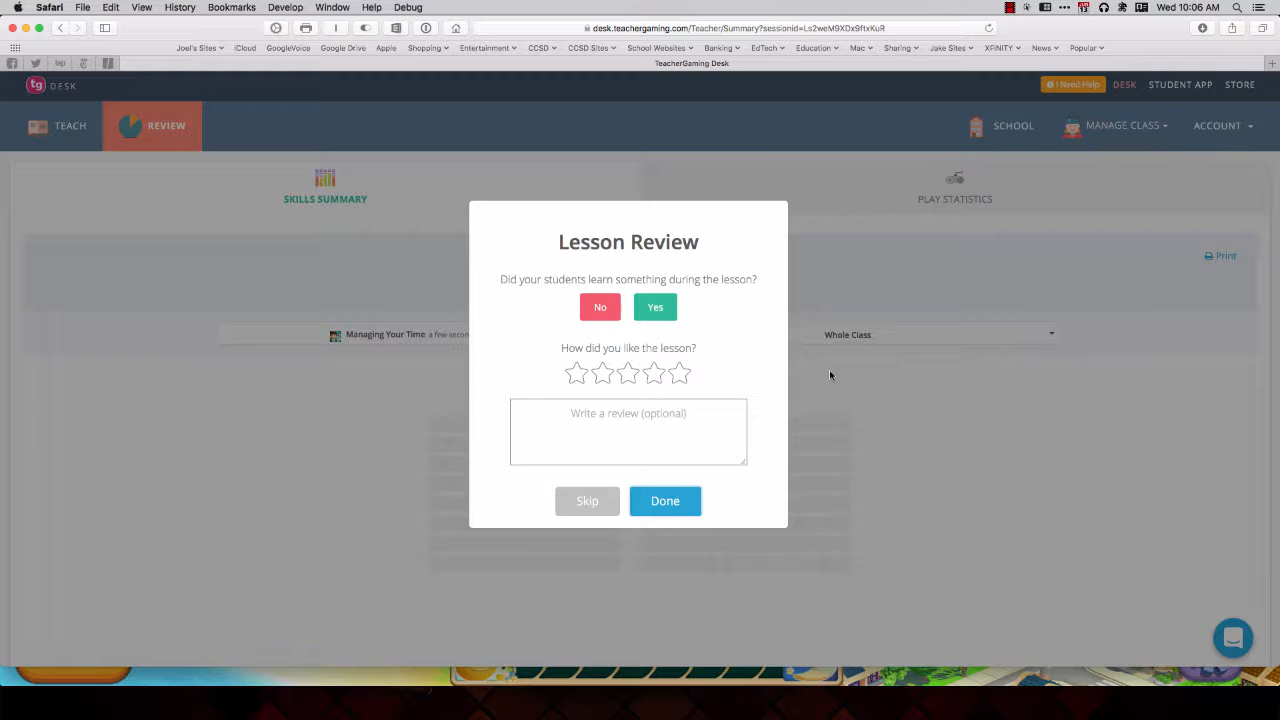 Safari File Edit View History Bookmarks Develop Window Help Debug Wed 10:06 AM
desk.teachergaming.com/Teacher/Summary?sessionid=Ls2weM9XDx9ftxKuR
Joel's Sites iCloud GoogleVoice Google Drive Apple Shopping Entertainment CCSD CCSD Sites School Websites Banking EdTech Education Mac Sharing Jake Sites XFINITY News Popular
TeacherGaming Desk
tg DESK I Need Help DESK STUDENT APP STORE
TEACH REVIEW SCHOOL MANAGE CLASS ACCOUNT
SKILLS SUMMARY PLAY STATISTICS
Lesson Review
Print
Did your students learn something during the lesson?
No Yes
Managing Your Time a few secon Whole Class
How did you like the lesson?
Write a review (optional)
Skip Done